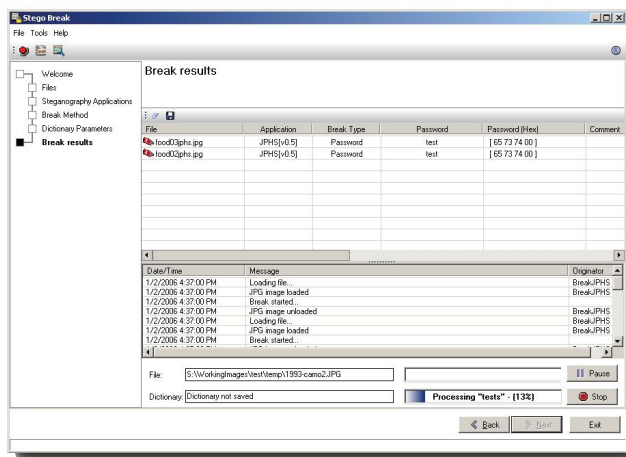 Stego Break
File Tools Help
Welcome
Files
Steganography Applications
Break Method
Dictionary Parameters
Break results
Break results
File Application Break Type Password Password (Hex) Comment
food03jphs.jpg JPHS(v0.5) Password test [ 65 73 74 00 ]
food02jphs.jpg JPHS(v0.5) Password test [ 65 73 74 00 ]
Date/Time Message Originator
1/2/2006 4:37:00 PM Loading file... BreakJPHS
1/2/2006 4:37:00 PM JPG image loaded BreakJPHS
1/2/2006 4:37:00 PM Break started...
1/2/2006 4:37:00 PM JPG image unloaded BreakJPHS
1/2/2006 4:37:00 PM Loading file... BreakJPHS
1/2/2006 4:37:00 PM JPG image loaded BreakJPHS
1/2/2006 4:37:00 PM Break started...
File: S:\WorkingImages\test\temp\1993-camo2.JPG Pause
Dictionary: Dictionary not saved Processing "tests" - (13%) Stop
Back Next Exit